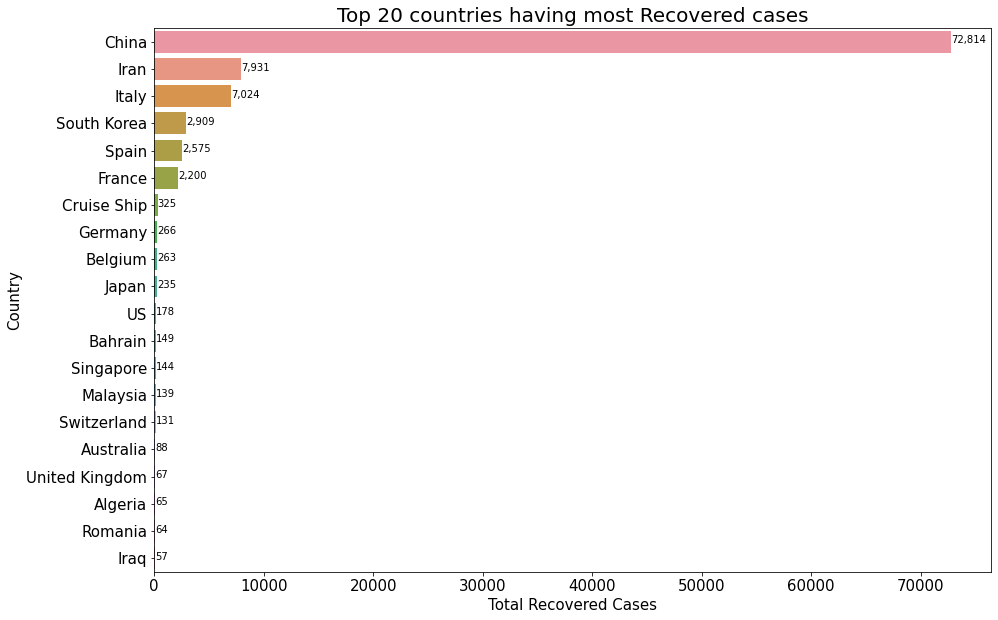 Top 20 countries having most Recovered cases
China 72,814
Iran 7,931
Italy 7,024
South Korea 2,909
Spain 2,575
France 2,200
Cruise Ship 325
Germany 266
Belgium 263
Japan 235
US 178
Bahrain 149
Singapore 144
Malaysia 139
Switzerland 131
Australia 88
United Kingdom 67
Algeria 65
Romania 64
Iraq 57
Country
0 10000 20000 30000 40000 50000 60000 70000
Total Recovered Cases